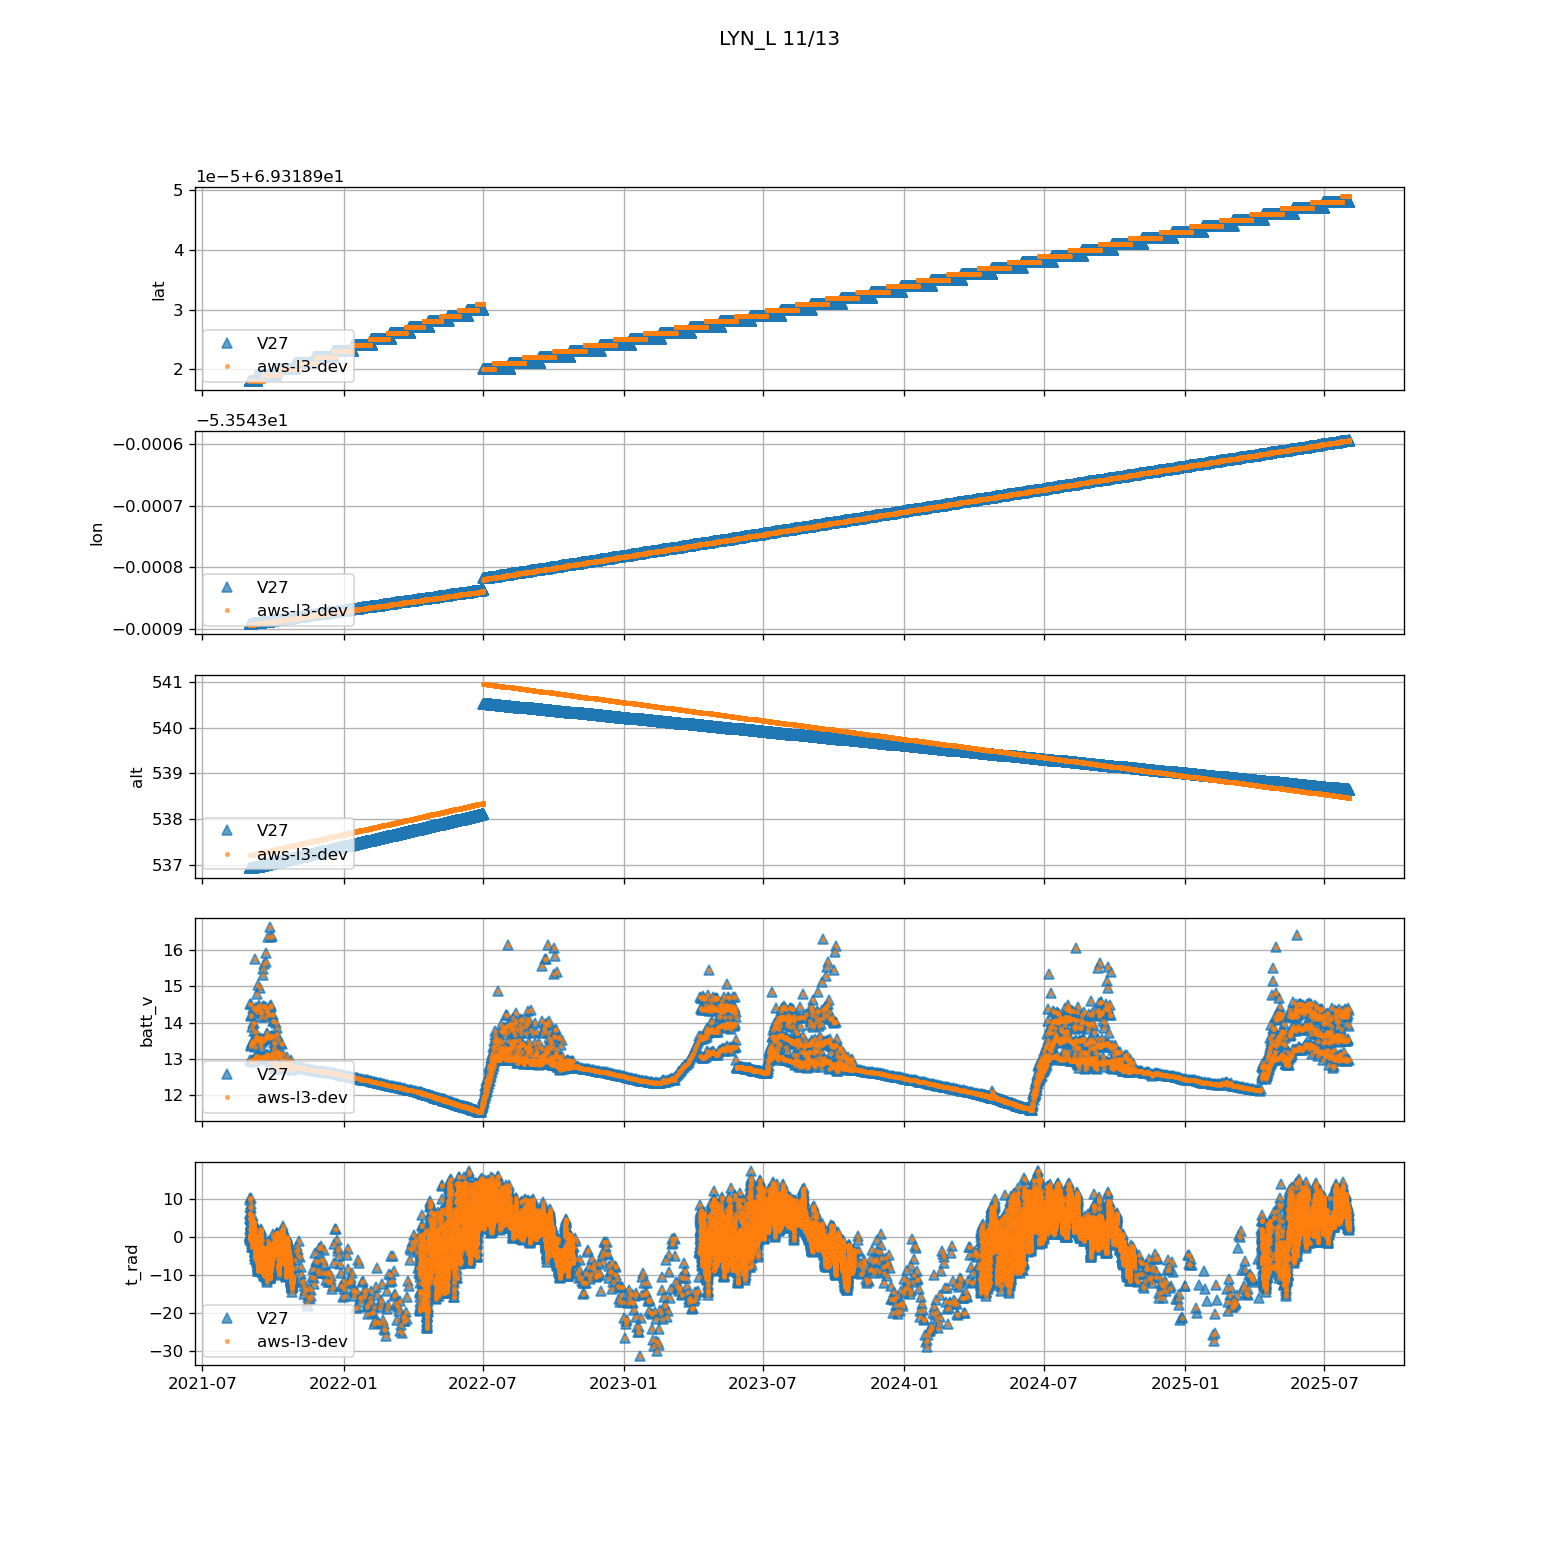 LYN_L 11/13
1e−5+6.93189e1
5
4
3
2
lat
V27
aws-l3-dev
−5.3543e1
−0.0006
−0.0007
−0.0008
−0.0009
lon
V27
aws-l3-dev
541
540
539
538
537
alt
V27
aws-l3-dev
16
15
14
13
12
batt_v
V27
aws-l3-dev
10
0
−10
−20
−30
t_rad
V27
aws-l3-dev
2021-07 2022-01 2022-07 2023-01 2023-07 2024-01 2024-07 2025-01 2025-07